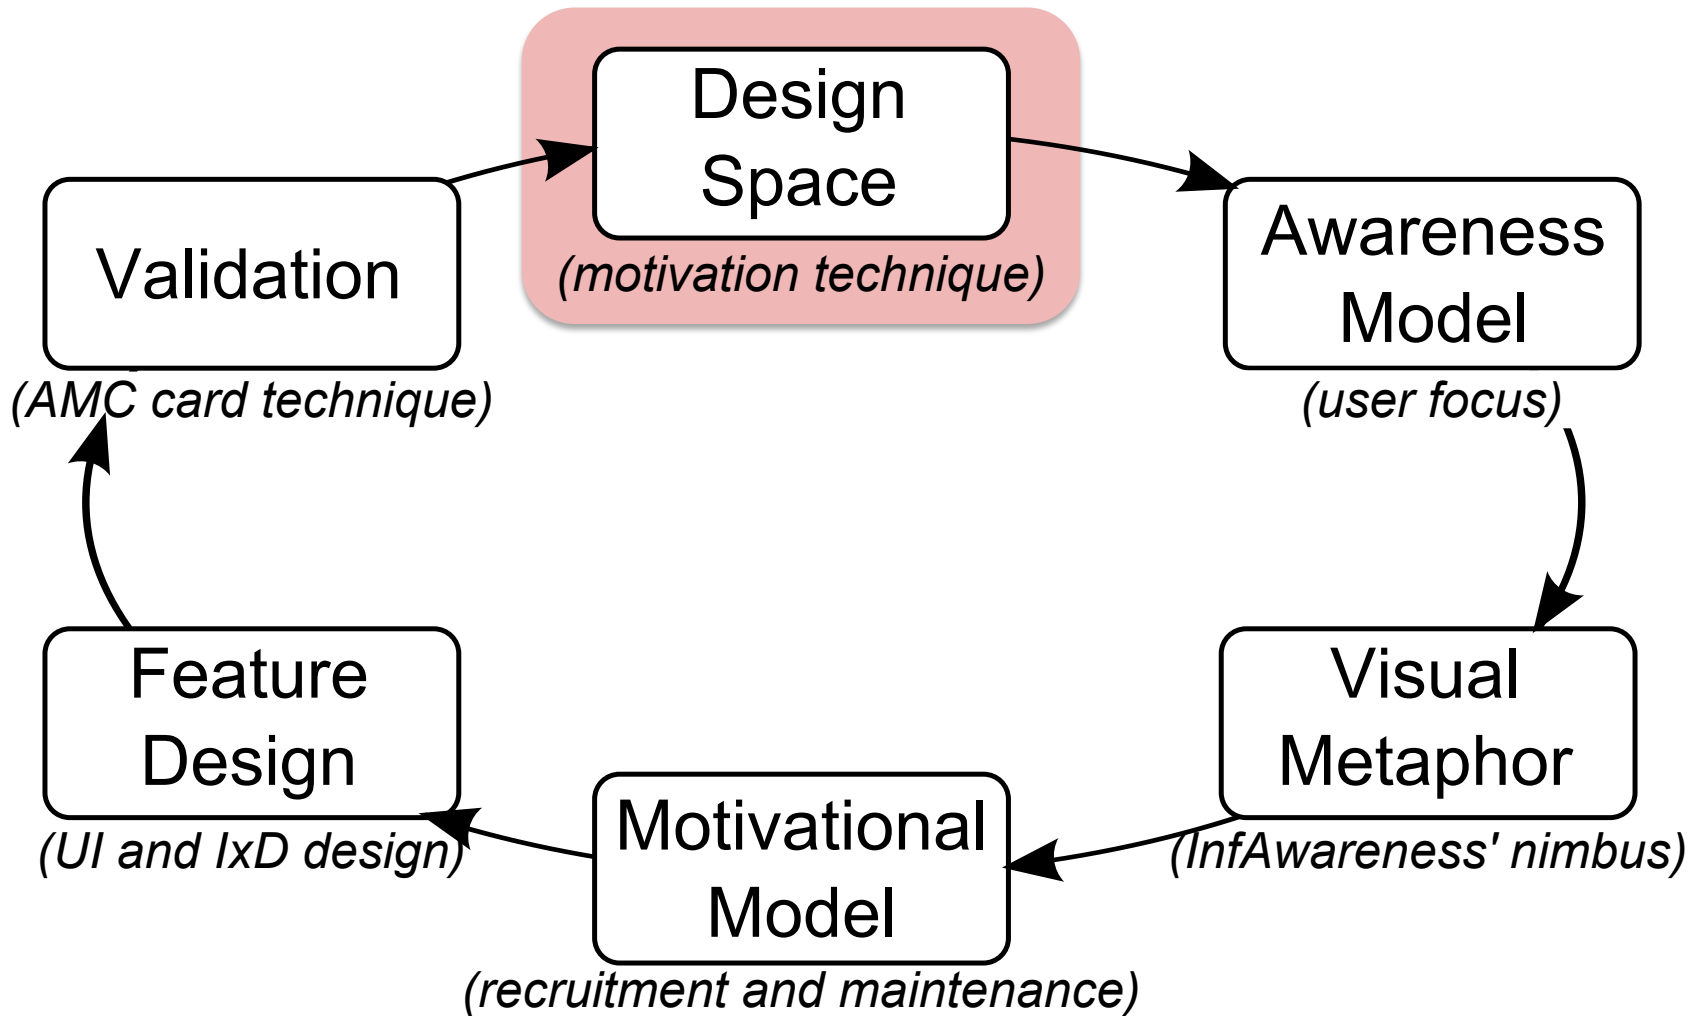 Design
Space
(motivation technique)
Awareness
Model
(user focus)
Visual
Metaphor
(InfAwareness' nimbus)
Motivational
Model
(recruitment and maintenance)
Feature
Design
(UI and IxD design)
Validation
(AMC card technique)